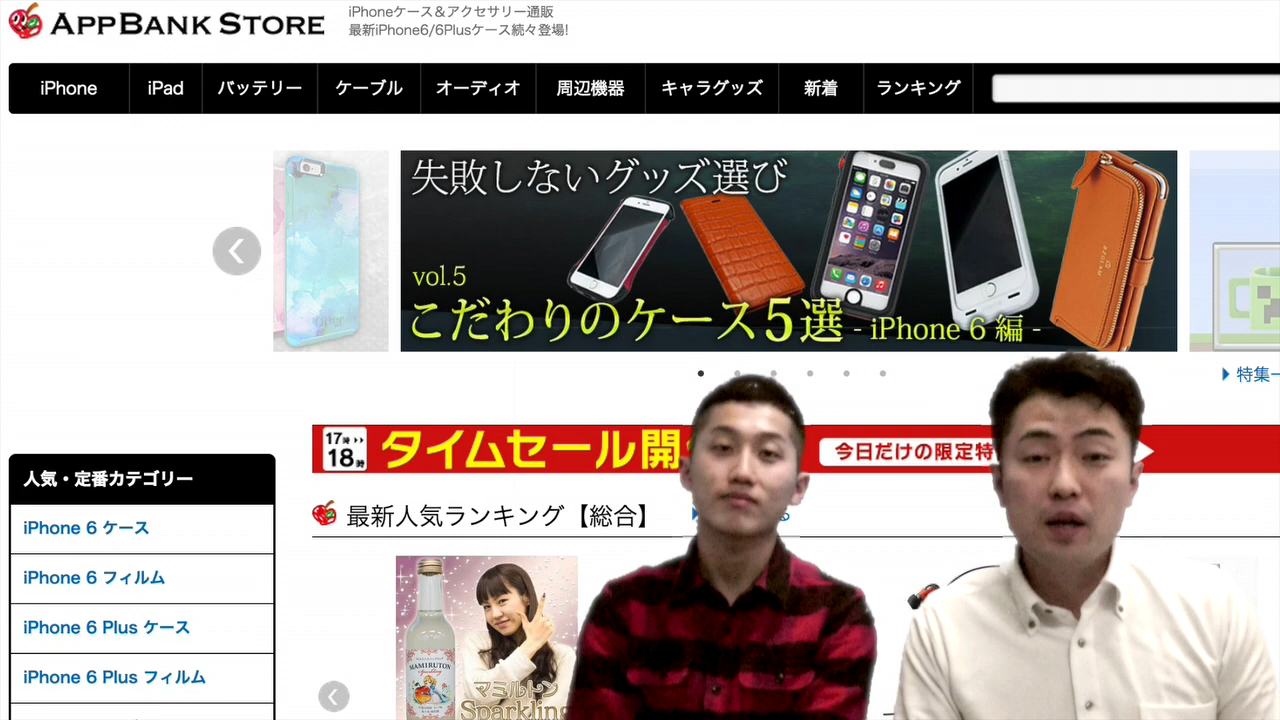 APPBANK STORE
iPhoneケース＆アクセサリー通販
最新iPhone6/6Plusケース続々登場!
iPhone
iPad
バッテリー
ケーブル
オーディオ
周辺機器
キャラグッズ
新着
ランキング
失敗しないグッズ選び
vol.5
こだわりのケース5選 - iPhone 6 編 -
特集一
17時
18時
タイムセール開
今日だけの限定特
人気・定番カテゴリー
iPhone 6 ケース
iPhone 6 フィルム
iPhone 6 Plus ケース
iPhone 6 Plus フィルム
最新人気ランキング【総合】
MAMIRUTON
マミルトン
Sparkling